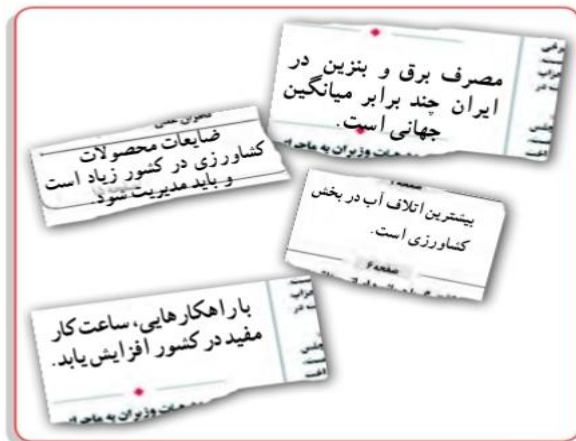 مصرف برق و بنزین در
ایران چند برابر میانگین
جهانی است.
ضایعات محصولات
کشاورزی در کشور زیاد است
و باید مدیریت شود.
بیشترین اتلاف آب در بخش
کشاورزی است.
صفحه۶
با راهکارهایی، ساعت کار
مفید در کشور افزایش یابد.